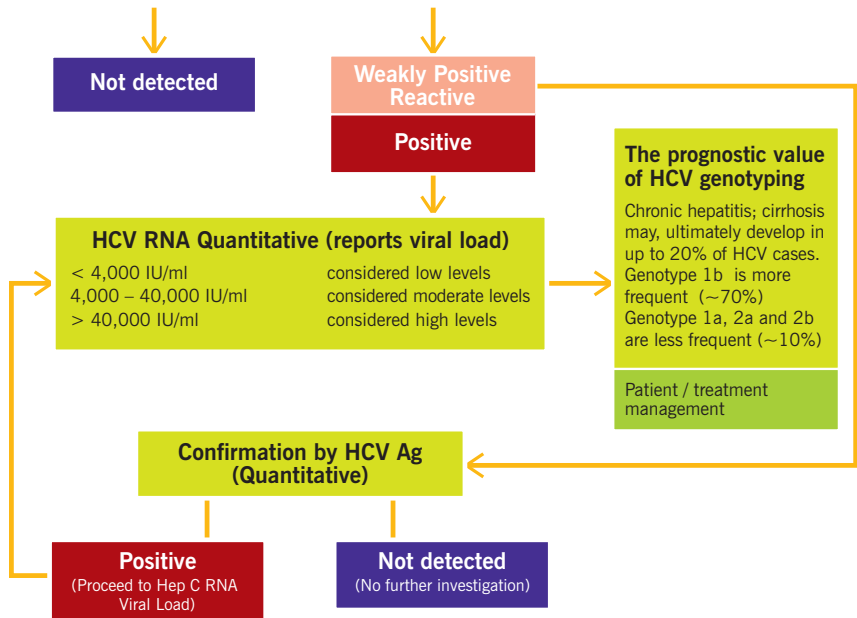 Not detected
Weakly Positive
Reactive
Positive
The prognostic value
of HCV genotyping
Chronic hepatitis; cirrhosis
may, ultimately develop in
up to 20% of HCV cases.
Genotype 1b is more
frequent (~70%)
Genotype 1a, 2a and 2b
are less frequent (~10%)
Patient / treatment
management
HCV RNA Quantitative (reports viral load)
< 4,000 IU/ml considered low levels
4,000 – 40,000 IU/ml considered moderate levels
> 40,000 IU/ml considered high levels
Confirmation by HCV Ag
(Quantitative)
Positive
(Proceed to Hep C RNA
Viral Load)
Not detected
(No further investigation)